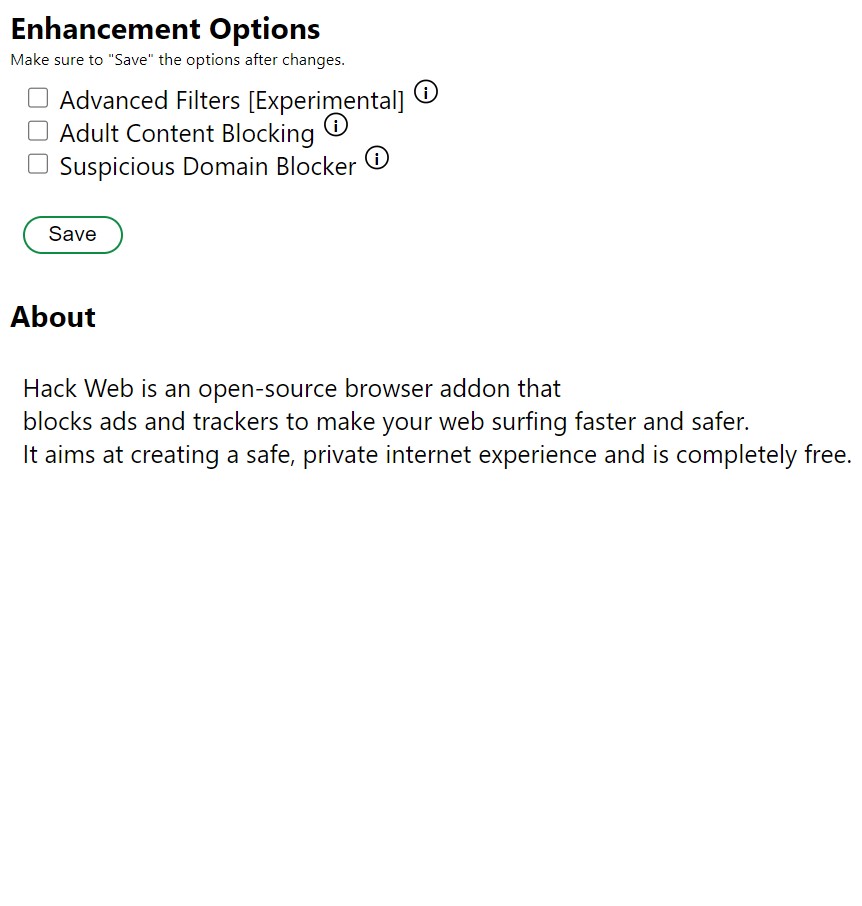 Enhancement Options
Make sure to "Save" the options after changes.
Advanced Filters [Experimental]
Adult Content Blocking
Suspicious Domain Blocker
Save
About
Hack Web is an open-source browser addon that
blocks ads and trackers to make your web surfing faster and safer.
It aims at creating a safe, private internet experience and is completely free.